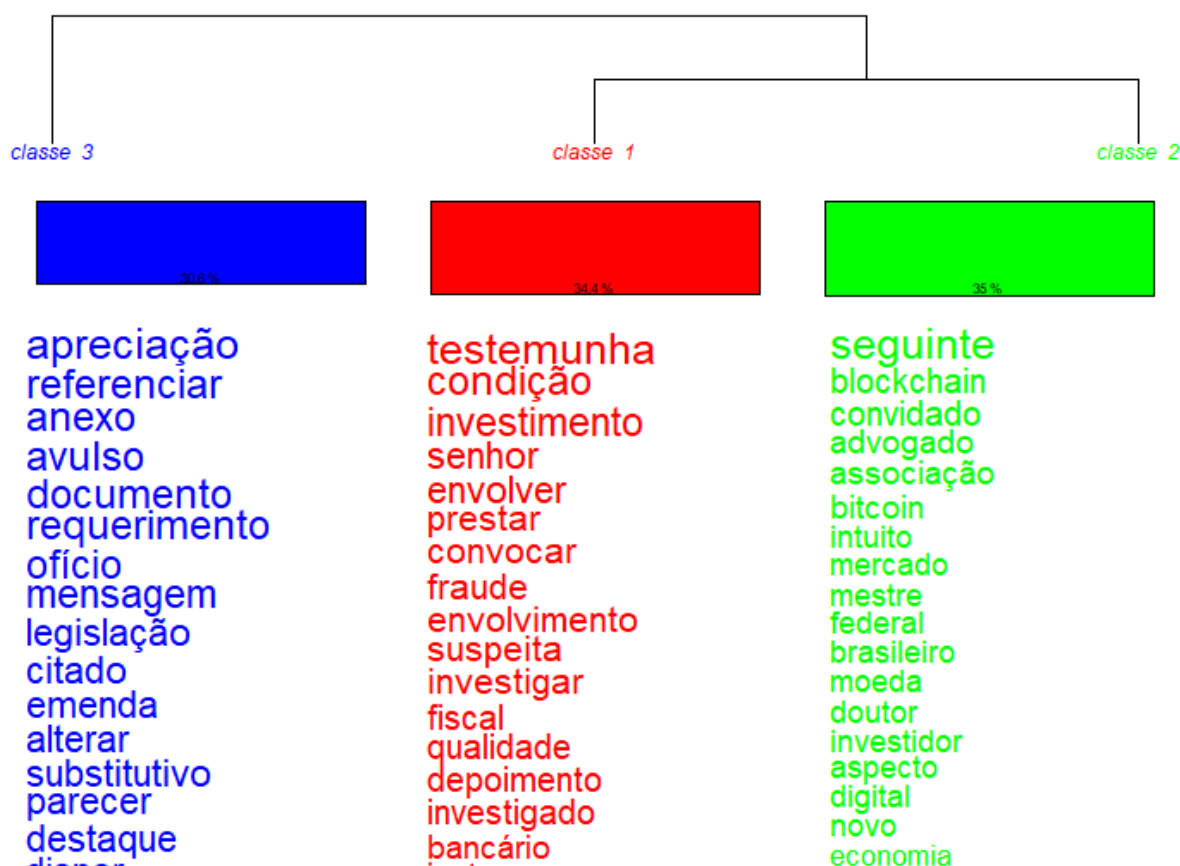 classe 3
classe 1
classe 2
30,6 %
34,4 %
35 %
apreciação
referenciar
anexo
avulso
documento
requerimento
ofício
mensagem
legislação
citado
emenda
alterar
substitutivo
parecer
destaque
testemunha
condição
investimento
senhor
envolver
prestar
convocar
fraude
envolvimento
suspeita
investigar
fiscal
qualidade
depoimento
investigado
bancário
seguinte
blockchain
convidado
advogado
associação
bitcoin
intuito
mercado
mestre
federal
brasileiro
moeda
doutor
investidor
aspecto
digital
novo
economia